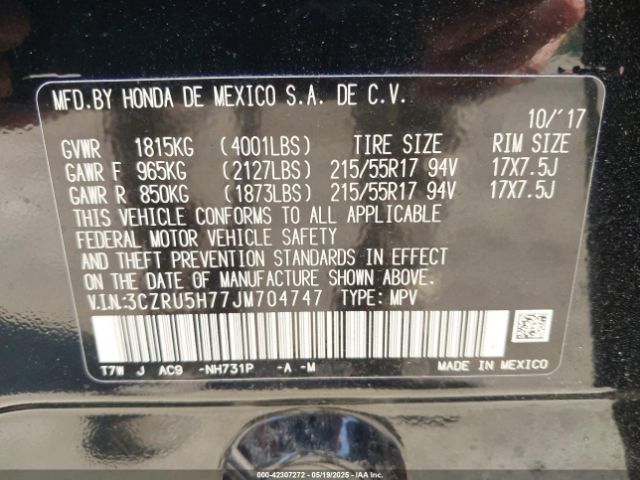 MFD.BY HONDA DE MEXICO S.A. DE C.V.
10/'17
GVWR 1815KG (4001LBS) TIRE SIZE RIM SIZE
GAWR F 965KG (2127LBS) 215/55R17 94V 17X7.5J
GAWR R 850KG (1873LBS) 215/55R17 94V 17X7.5J
THIS VEHICLE CONFORMS TO ALL APPLICABLE
FEDERAL MOTOR VEHICLE SAFETY
AND THEFT PREVENTION STANDARDS IN EFFECT
ON THE DATE OF MANUFACTURE SHOWN ABOVE.
V.I.N.:3CZRU5H77JM704747 TYPE: MPV
T7W J AC9 -NH731P -A -M MADE IN MEXICO
000-42307272 - 05/19/2025 - IAAI.COM